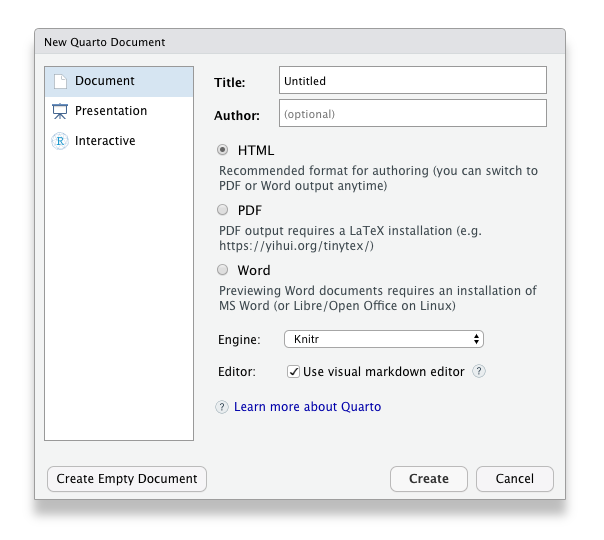 New Quarto Document
Document
Presentation
R Interactive
Title: Untitled
Author: (optional)
HTML
Recommended format for authoring (you can switch to
PDF or Word output anytime)
PDF
PDF output requires a LaTeX installation (e.g.
https://yihui.org/tinytex/)
Word
Previewing Word documents requires an installation of
MS Word (or Libre/Open Office on Linux)
Engine: Knitr
Editor: Use visual markdown editor ?
? Learn more about Quarto
Create Empty Document Create Cancel